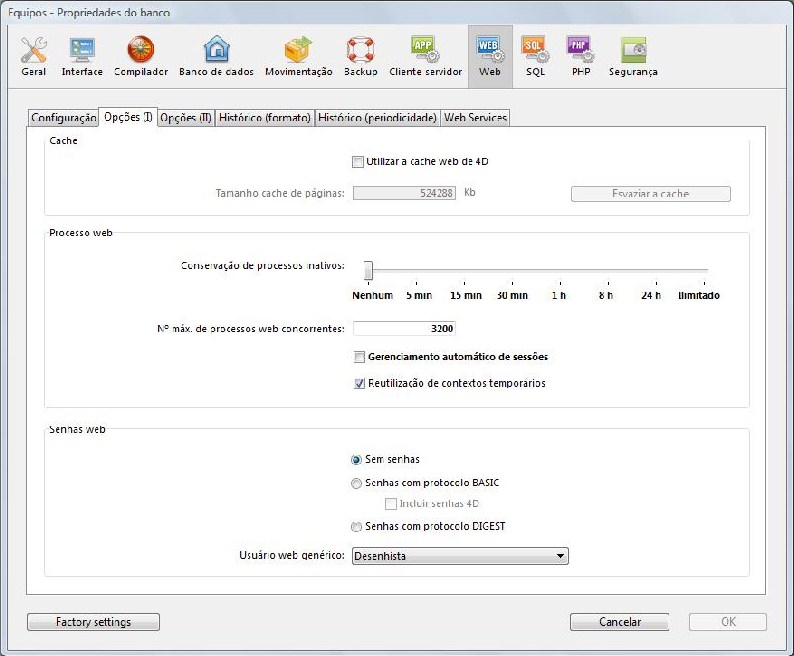 Equipos - Propriedades do banco
Geral Interface Compilador Banco de dados Movimentação Backup Cliente servidor Web SQL PHP Segurança
APP WEB SQL PHP
Configuração Opções (I) Opções (II) Histórico (formato) Histórico (periodicidade) Web Services
Cache
Utilizar a cache web de 4D
Tamanho cache de páginas: 524288 Kb Esvaziar a cache
Processo web
Conservação de processos inativos:
Nenhum 5 min 15 min 30 min 1 h 8 h 24 h Ilimitado
Nº máx. de processos web concorrentes: 3200
Gerenciamento automático de sessões
Reutilização de contextos temporários
Senhas web
Sem senhas
Senhas com protocolo BASIC
Incluir senhas 4D
Senhas com protocolo DIGEST
Usuário web genérico: Desenhista
Factory settings Cancelar OK